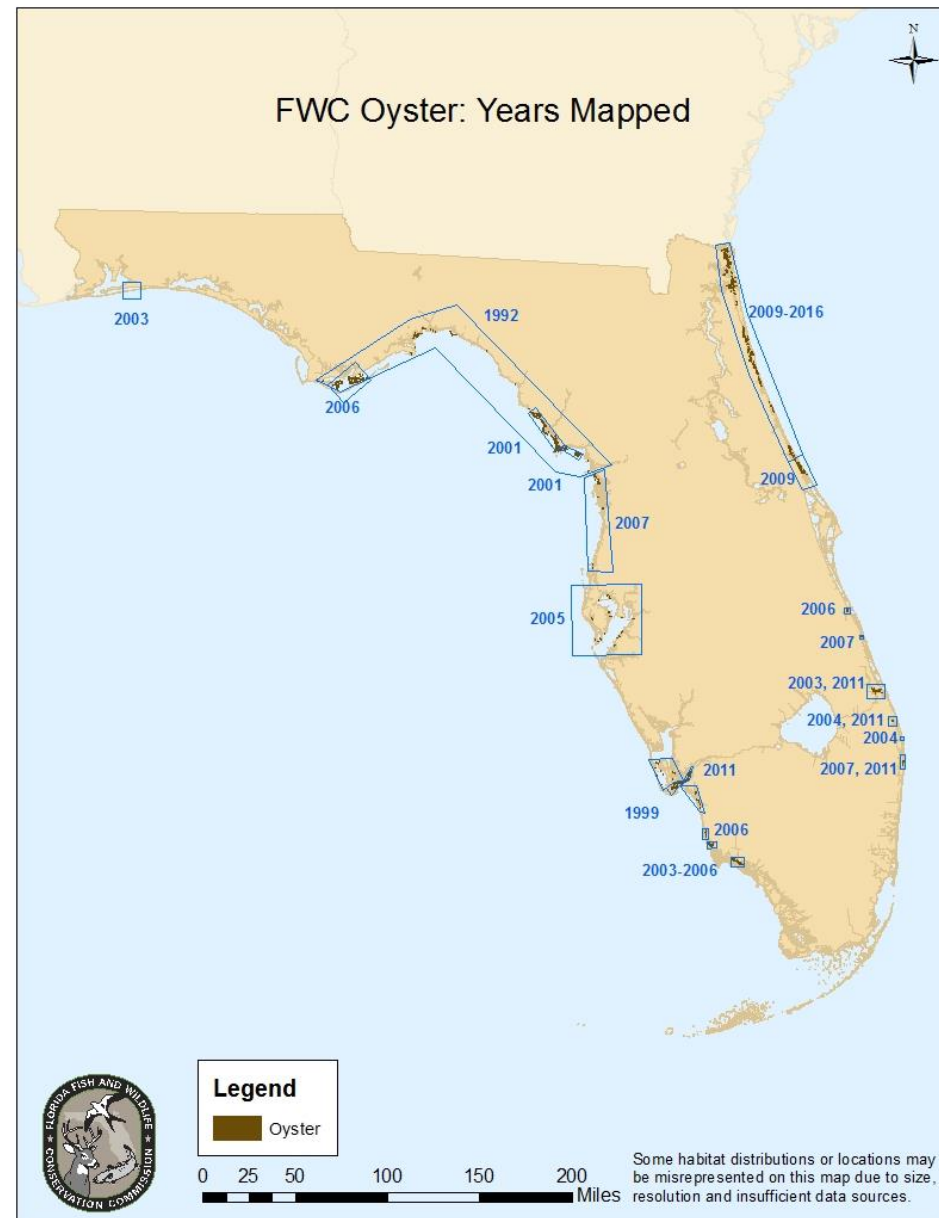 N
FWC Oyster: Years Mapped
1992
2009-2016
2003
2006
2001
2001
2009
2007
2006
2005
2007
2003, 2011
2004, 2011
2004
2007, 2011
2011
1999
2006
2003-2006
FLORIDA FISH AND WILDLIFE
CONSERVATION COMMISSION
Legend
Oyster
0 25 50 100 150 200
Miles
Some habitat distributions or locations may
be misrepresented on this map due to size,
resolution and insufficient data sources.